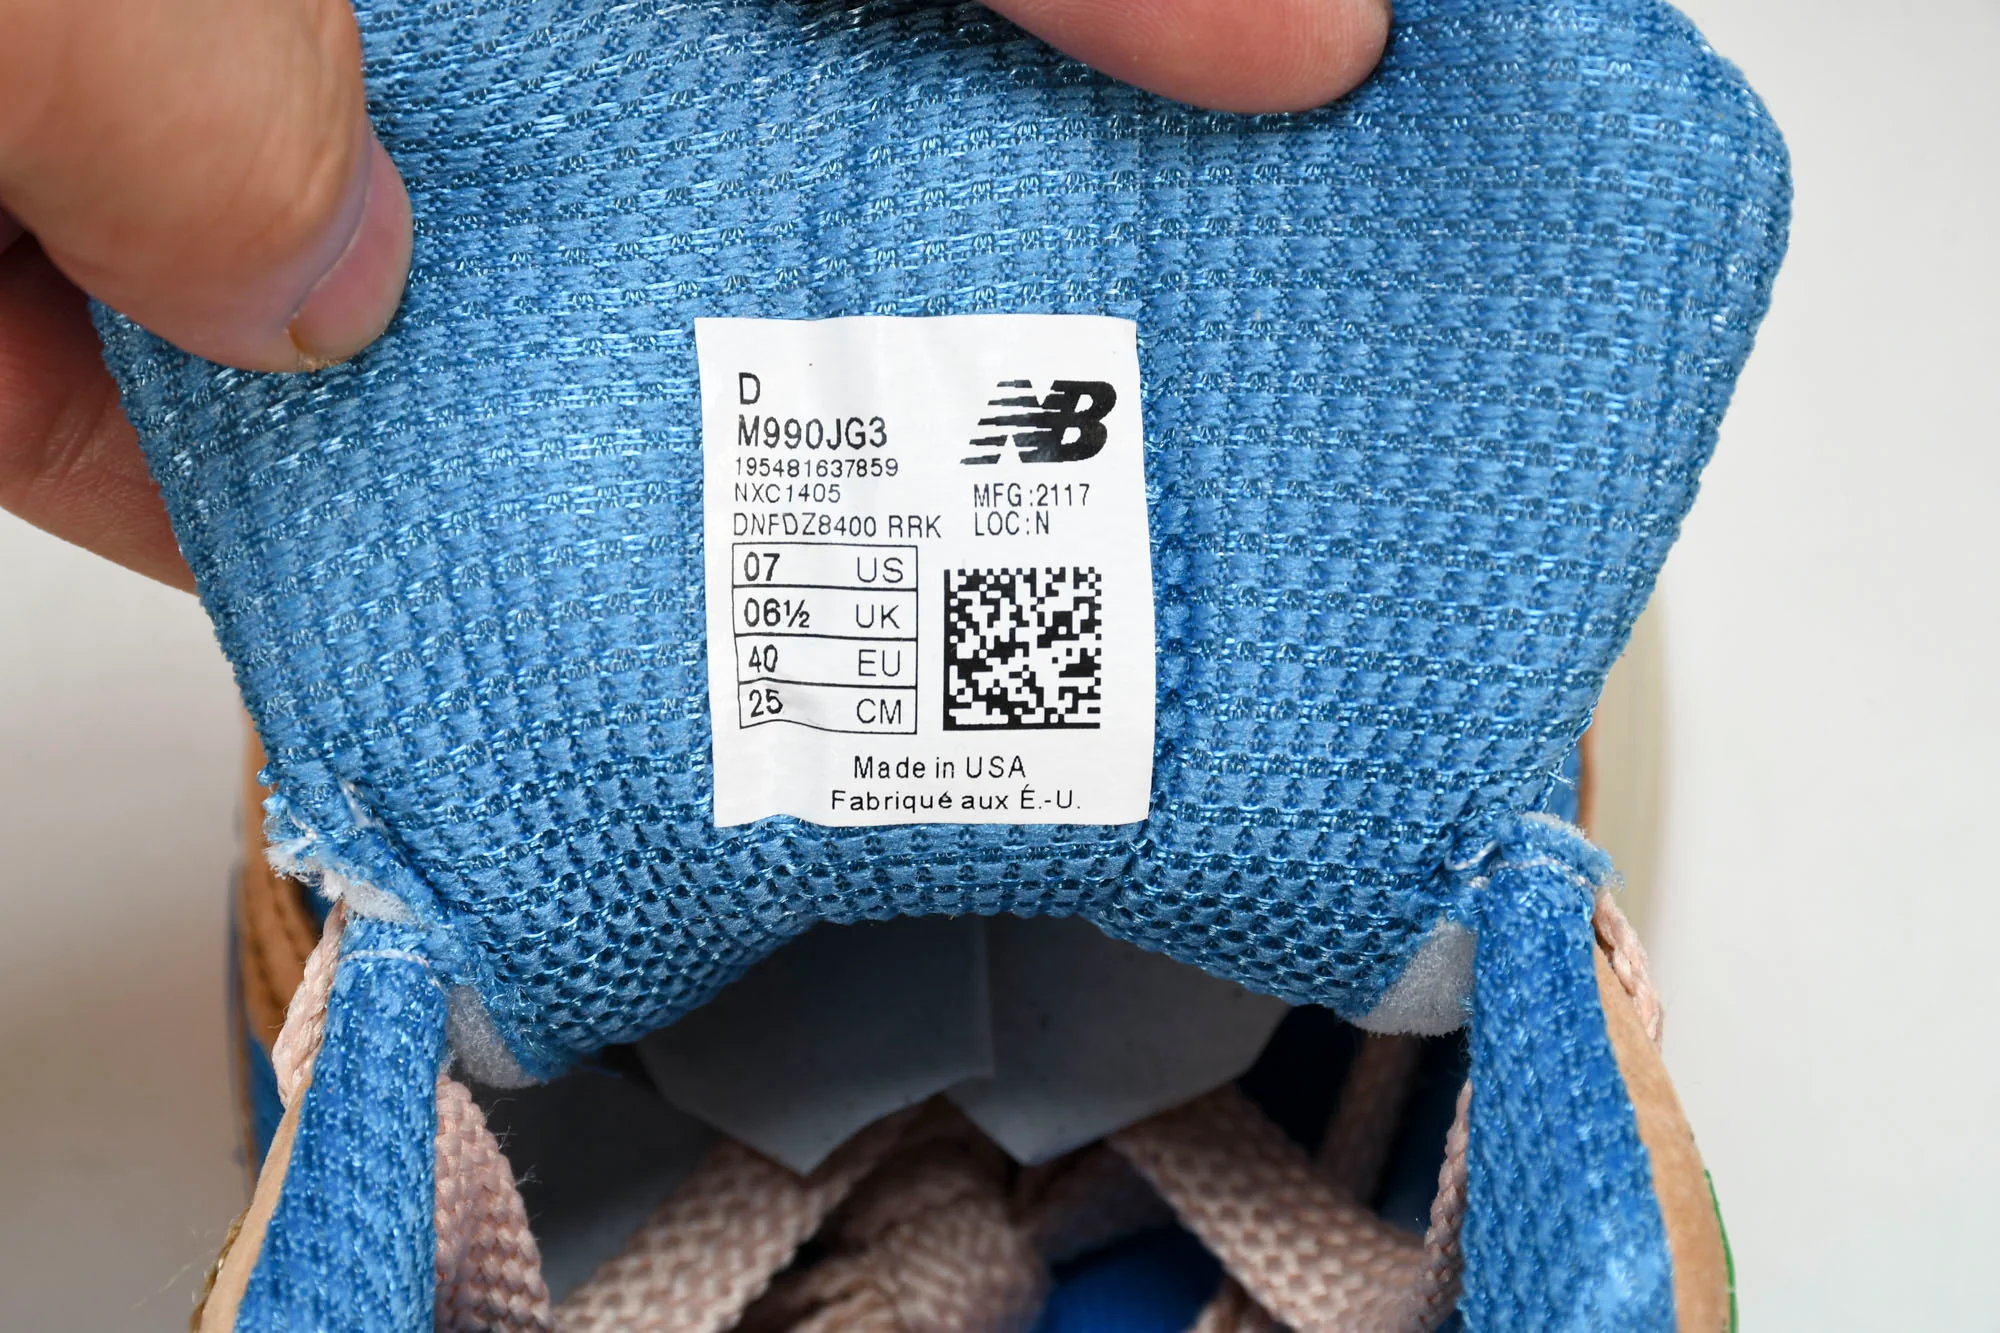 D
M990JG3
195481637859
NXC1405
DNFDZ8400 RRK
NB
MFG:2117
LOC:N
07 US
06½ UK
40 EU
25 CM
Made in USA
Fabriqué aux É.-U.